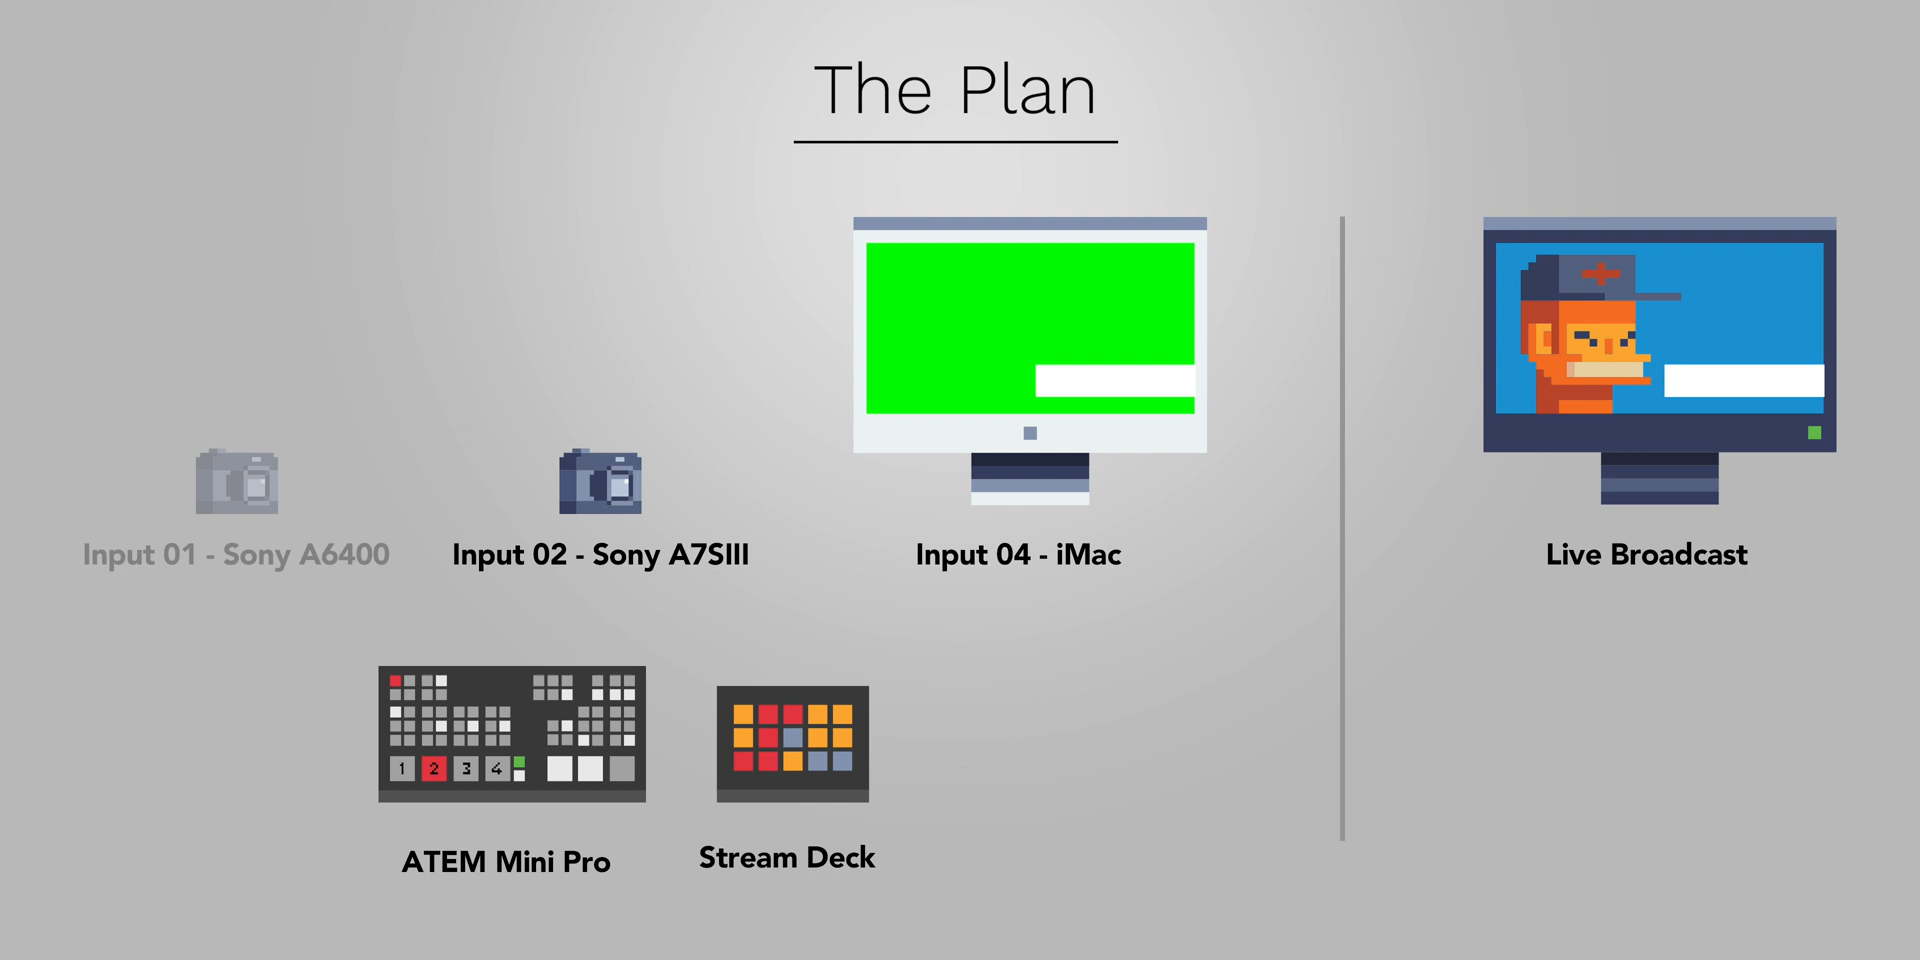 The Plan
Input 01 - Sony A6400
Input 02 - Sony A7SIII
Input 04 - iMac
Live Broadcast
1 2 3 4
ATEM Mini Pro
Stream Deck